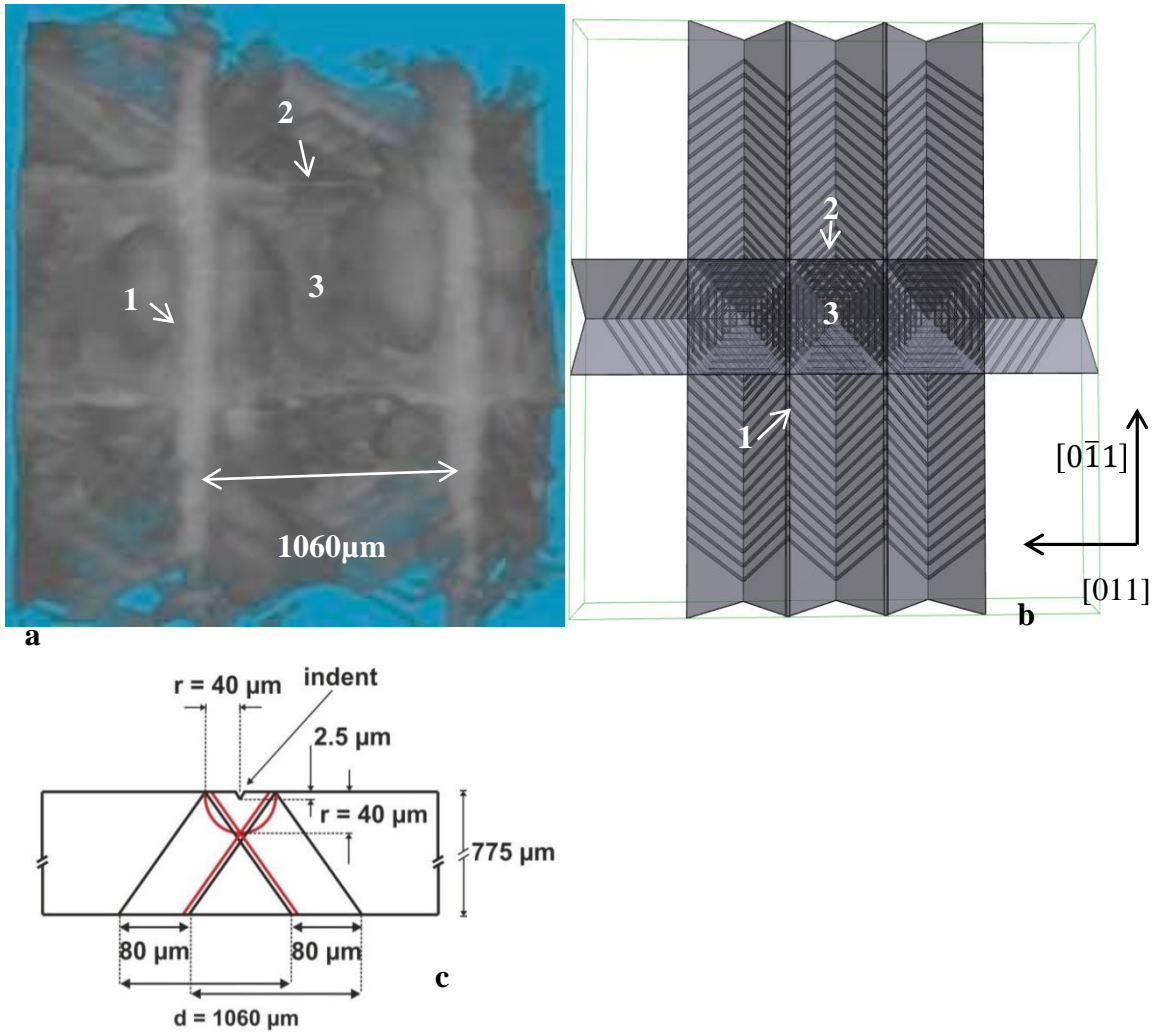 2
1
3
1060μm
a
2
3
1
[01̅1]
[011]
b
indent
r = 40 μm
2.5 μm
r = 40 μm
775 μm
80 μm
80 μm
d = 1060 μm
c